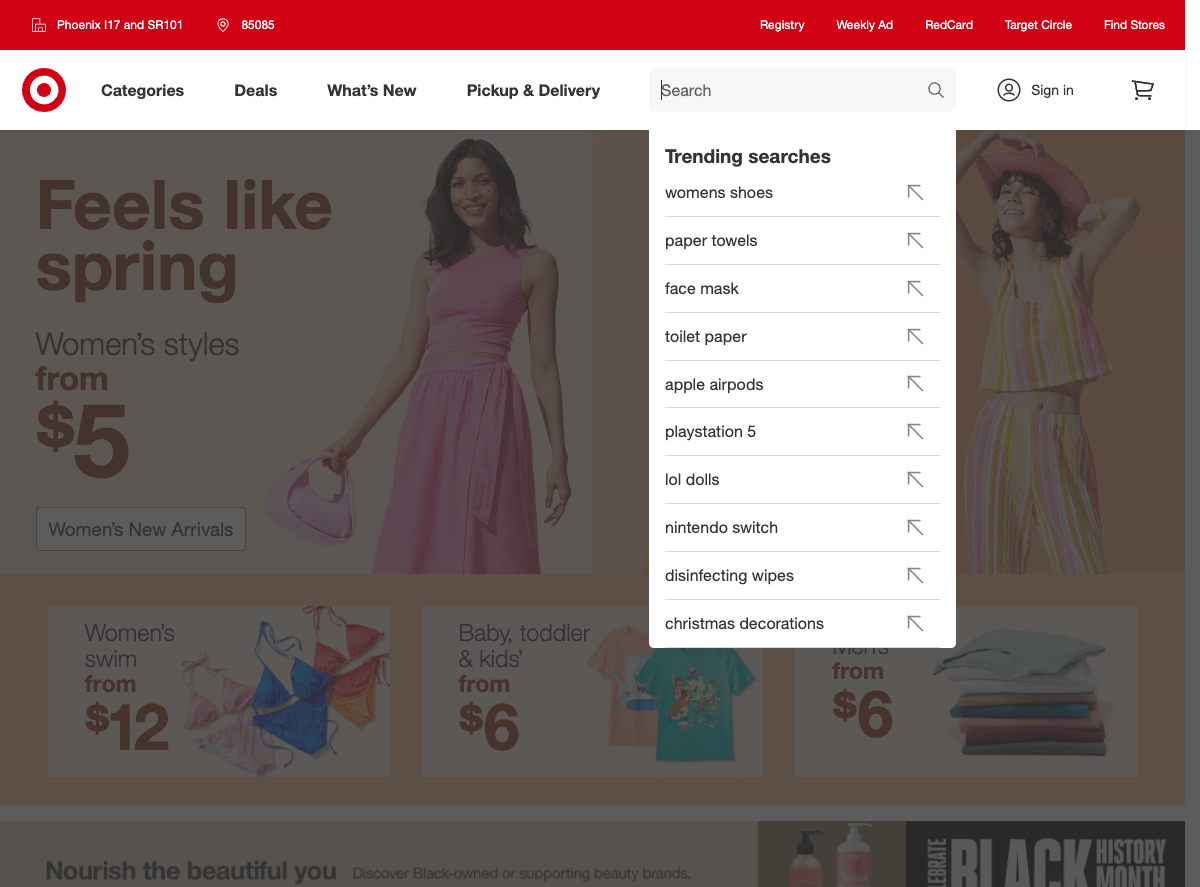 Phoenix I17 and SR101
85085
Registry
Weekly Ad
RedCard
Target Circle
Find Stores
Categories
Deals
What's New
Pickup & Delivery
Search
Sign in
Trending searches
womens shoes
paper towels
face mask
toilet paper
apple airpods
playstation 5
lol dolls
nintendo switch
disinfecting wipes
christmas decorations
Feels like
spring
Women's styles
from
$5
Women's New Arrivals
Women's
swim
from
$12
Baby, toddler
& kids'
from
$6
Men's
from
$6
Nourish the beautiful you
Discover Black-owned or supporting beauty brands.
BLACK
HISTORY
MONTH